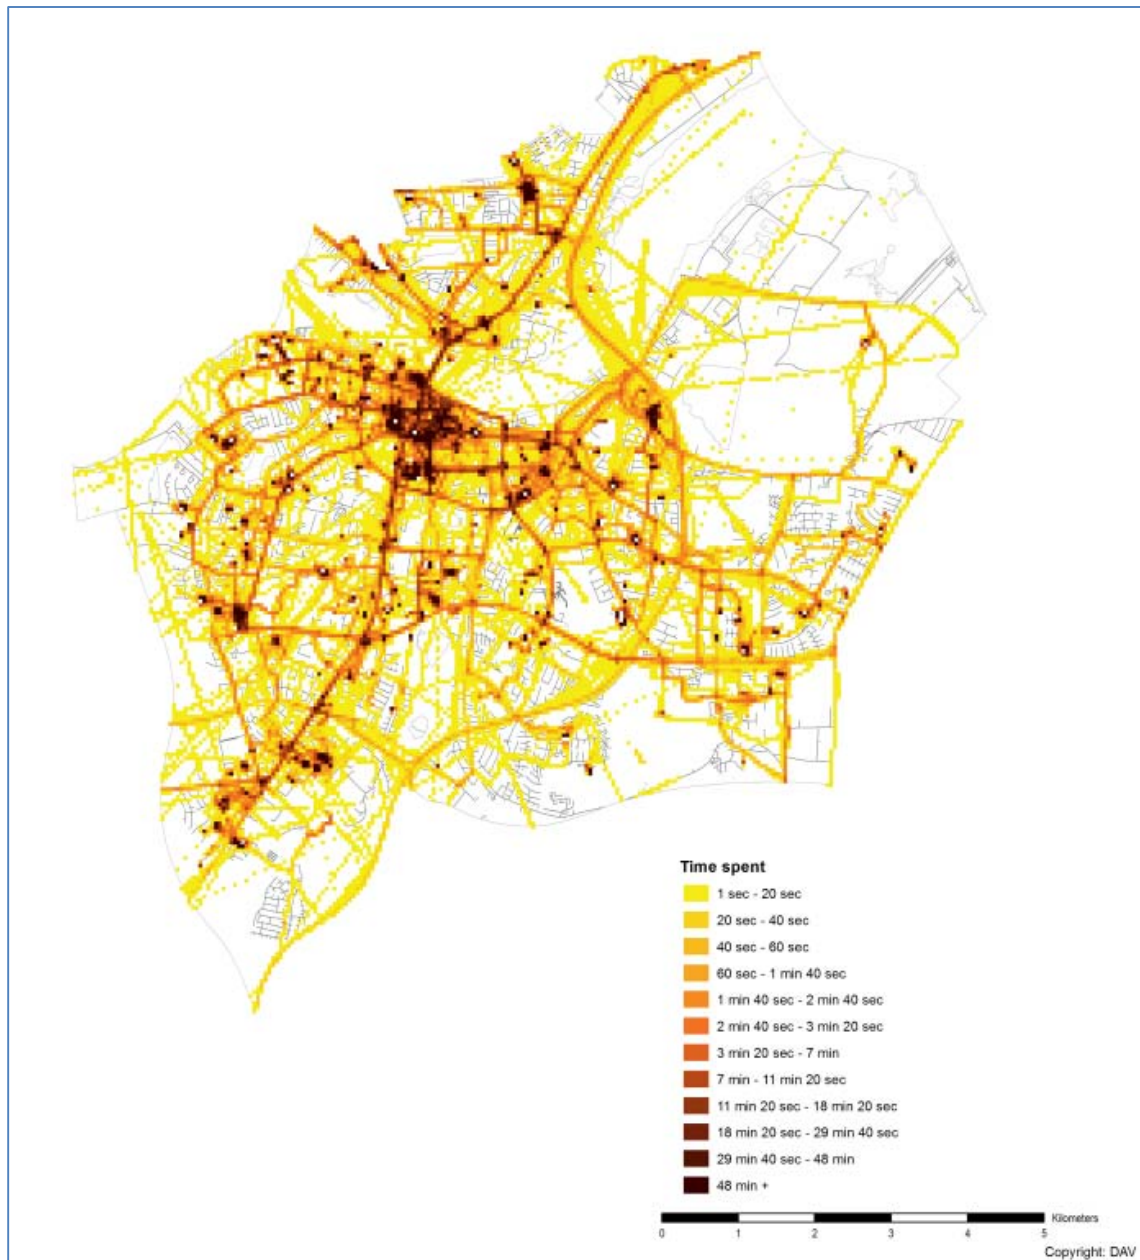 Time spent
1 sec - 20 sec
20 sec - 40 sec
40 sec - 60 sec
60 sec - 1 min 40 sec
1 min 40 sec - 2 min 40 sec
2 min 40 sec - 3 min 20 sec
3 min 20 sec - 7 min
7 min - 11 min 20 sec
11 min 20 sec - 18 min 20 sec
18 min 20 sec - 29 min 40 sec
29 min 40 sec - 48 min
48 min +
Kilometers
0 1 2 3 4 5
Copyright: DAV